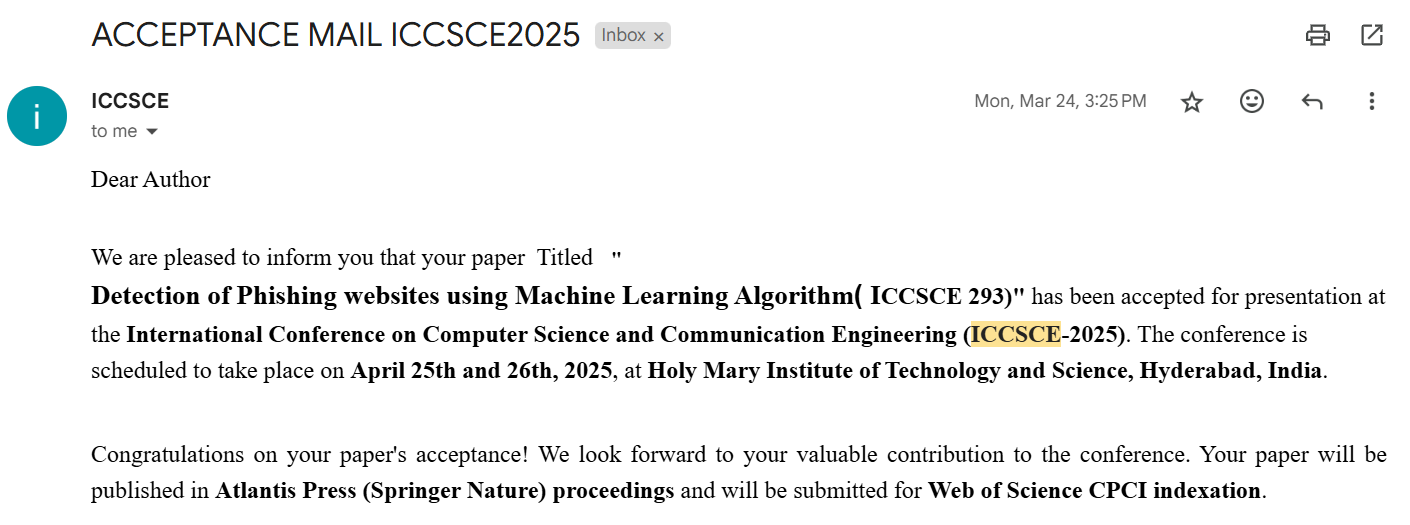 ACCEPTANCE MAIL ICCSCE2025 Inbox ×
i
ICCSCE Mon, Mar 24, 3:25 PM
to me
Dear Author
We are pleased to inform you that your paper Titled "
Detection of Phishing websites using Machine Learning Algorithm( ICCSCE 293)" has been accepted for presentation at
the International Conference on Computer Science and Communication Engineering (ICCSCE-2025). The conference is
scheduled to take place on April 25th and 26th, 2025, at Holy Mary Institute of Technology and Science, Hyderabad, India.
Congratulations on your paper's acceptance! We look forward to your valuable contribution to the conference. Your paper will be
published in Atlantis Press (Springer Nature) proceedings and will be submitted for Web of Science CPCI indexation.